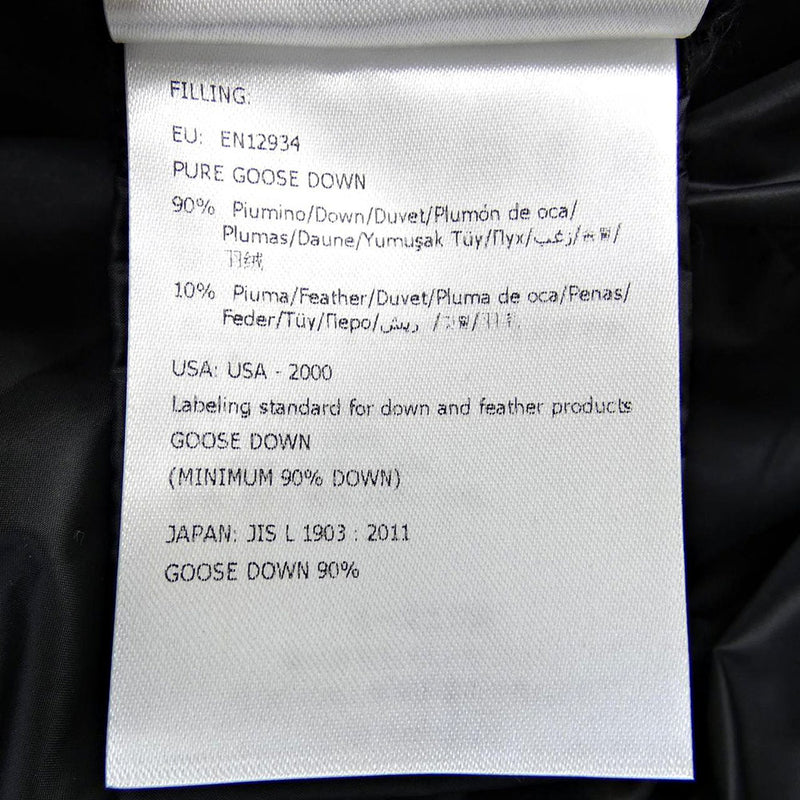 FILLING:
EU: EN12934
PURE GOOSE DOWN
90% Piumino/Down/Duvet/Plumón de oca/
Plumas/Daune/Yumuşak Tüy/Пух/زغب/
羽绒
10% Piuma/Feather/Duvet/Pluma de oca/Penas/
Feder/Tüy/Перо/ريش/
USA: USA - 2000
Labeling standard for down and feather products
GOOSE DOWN
(MINIMUM 90% DOWN)
JAPAN: JIS L 1903 : 2011
GOOSE DOWN 90%